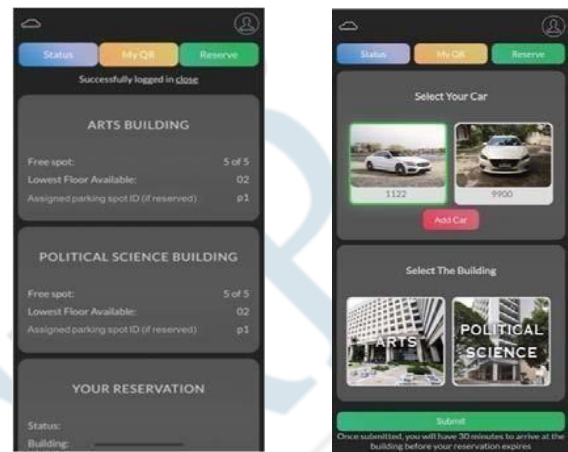 Status
My QR
Reserve
Successfully logged in close
ARTS BUILDING
Free spot: 5 of 5
Lowest Floor Available: 02
Assigned parking spot ID (if reserved) p1
POLITICAL SCIENCE BUILDING
Free spot: 5 of 5
Lowest Floor Available: 02
Assigned parking spot ID (if reserved) p1
YOUR RESERVATION
Status:
Building:
Status
My QR
Reserve
Select Your Car
1122
9900
Add Car
Select The Building
ARTS
POLITICAL
SCIENCE
Submit
Once submitted, you will have 30 minutes to arrive at the
building before your reservation expires